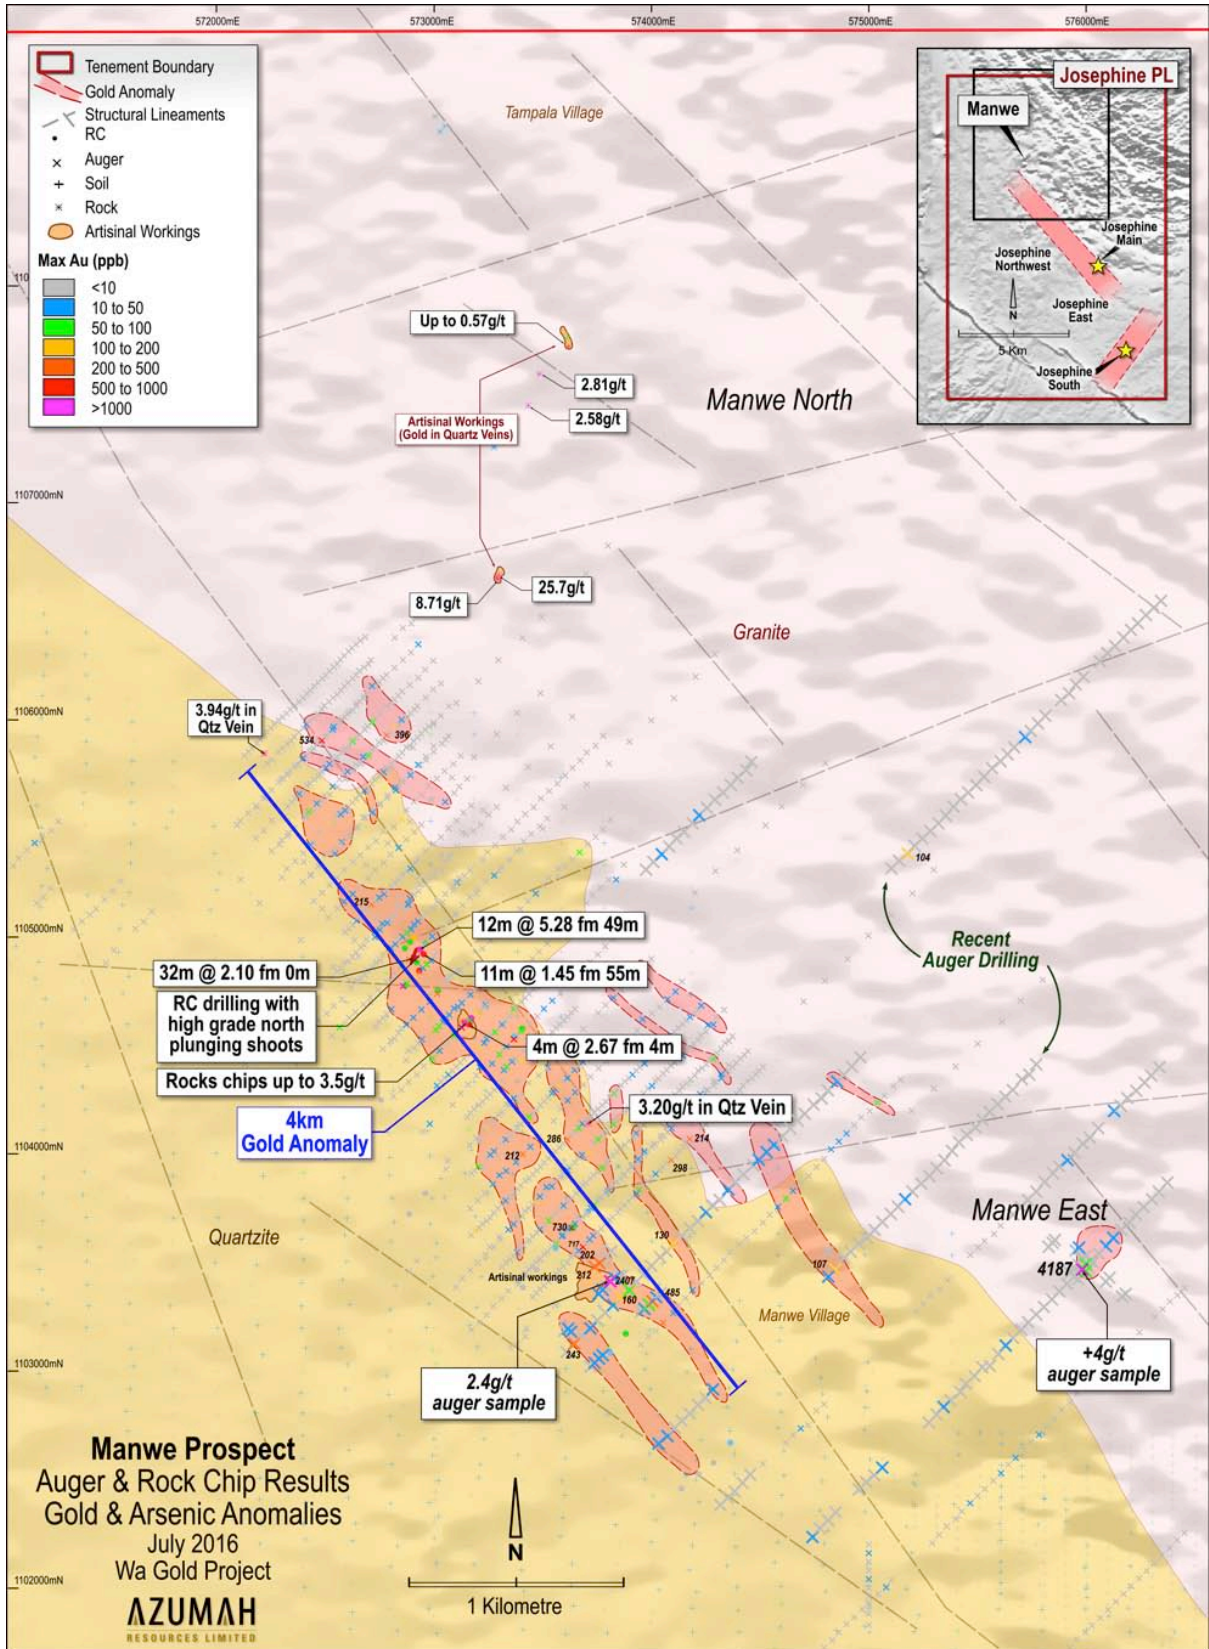 572000mE
573000mE
574000mE
575000mE
576000mE
Tenement Boundary
Gold Anomaly
Structural Lineaments
RC
Auger
Soil
Rock
Artisinal Workings
Max Au (ppb)
<10
10 to 50
50 to 100
100 to 200
200 to 500
500 to 1000
>1000
Tampala Village
Josephine PL
Manwe
Josephine
Main
Josephine
Northwest
N
Josephine
East
5 Km
Josephine
South
Up to 0.57g/t
2.81g/t
2.58g/t
Artisinal Workings
(Gold in Quartz Veins)
Manwe North
1107000mN
8.71g/t
25.7g/t
Granite
1106000mN
3.94g/t in
Qtz Vein
534
396
104
215
1105000mN
12m @ 5.28 fm 49m
32m @ 2.10 fm 0m
11m @ 1.45 fm 55m
Recent
Auger Drilling
RC drilling with
high grade north
plunging shoots
4m @ 2.67 fm 4m
Rocks chips up to 3.5g/t
3.20g/t in Qtz Vein
4km
Gold Anomaly
286
214
212
298
1104000mN
Manwe East
Quartzite
730
717
202
130
107
Artisinal workings
212
2407
160
485
4187
Manwe Village
243
1103000mN
2.4g/t
auger sample
+4g/t
auger sample
Manwe Prospect
Auger & Rock Chip Results
Gold & Arsenic Anomalies
July 2016
Wa Gold Project
N
1 Kilometre
1102000mN
AZUMAH
RESOURCES LIMITED